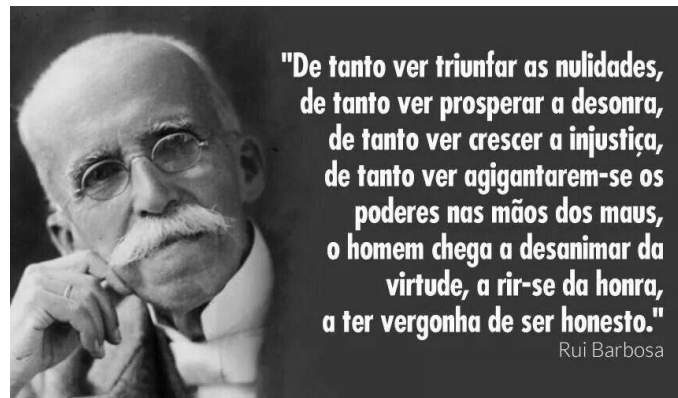 "De tanto ver triunfar as nulidades,
de tanto ver prosperar a desonra,
de tanto ver crescer a injustiça,
de tanto ver agigantarem-se os
poderes nas mãos dos maus,
o homem chega a desanimar da
virtude, a rir-se da honra,
a ter vergonha de ser honesto."
Rui Barbosa